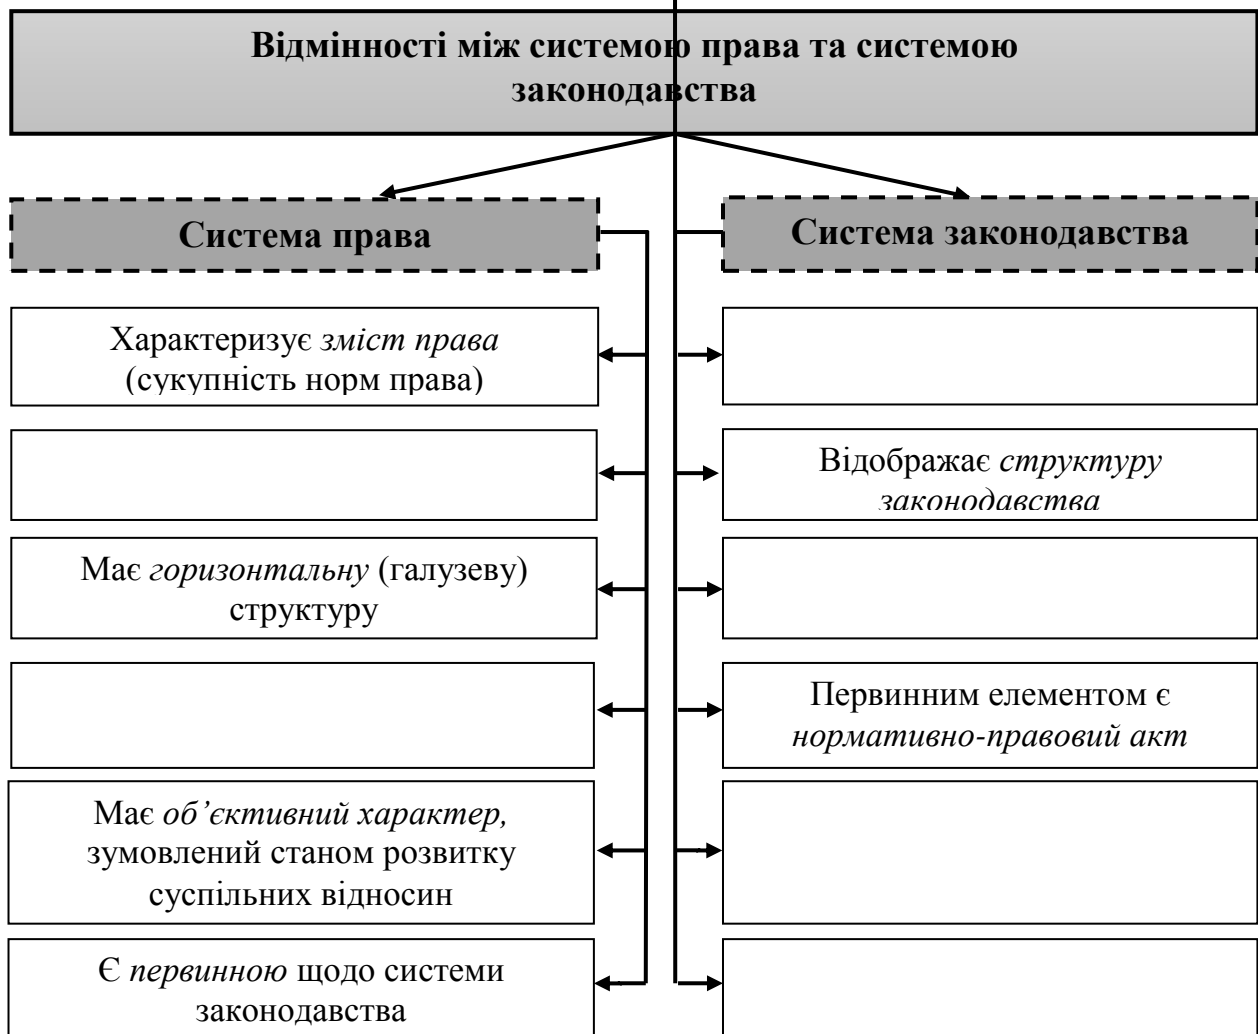 Відмінності між системою права та системою
законодавства
Система права
Система законодавства
Характеризує зміст права
(сукупність норм права)
Відображає структуру
законодавства
Має горизонтальну (галузеву)
структуру
Первинним елементом є
нормативно-правовий акт
Має об’єктивний характер,
зумовлений станом розвитку
суспільних відносин
Є первинною щодо системи
законодавства